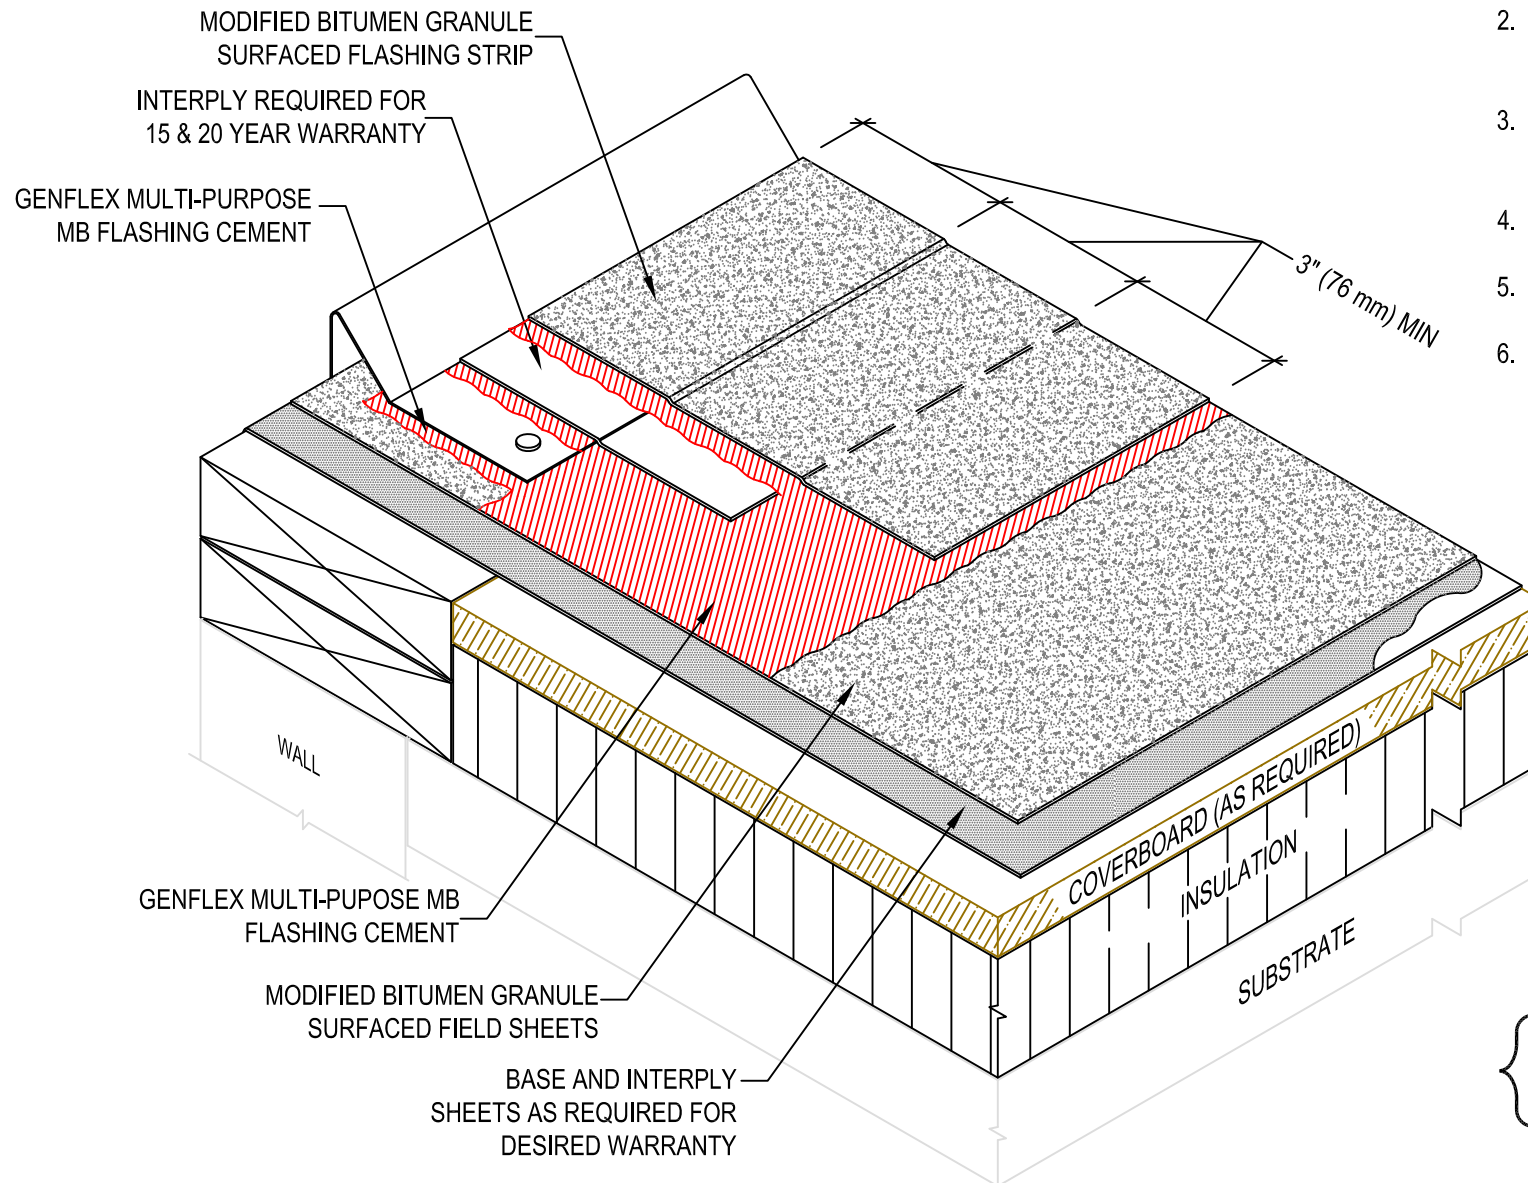 MODIFIED BITUMEN GRANULE
SURFACED FLASHING STRIP
INTERPLY REQUIRED FOR
15 & 20 YEAR WARRANTY
GENFLEX MULTI-PURPOSE
MB FLASHING CEMENT
2.
3.
4.
5.
6.
3" (76 mm) MIN
WALL
COVERBOARD (AS REQUIRED)
INSULATION
SUBSTRATE
GENFLEX MULTI-PUPOSE MB
FLASHING CEMENT
MODIFIED BITUMEN GRANULE
SURFACED FIELD SHEETS
BASE AND INTERPLY
SHEETS AS REQUIRED FOR
DESIRED WARRANTY